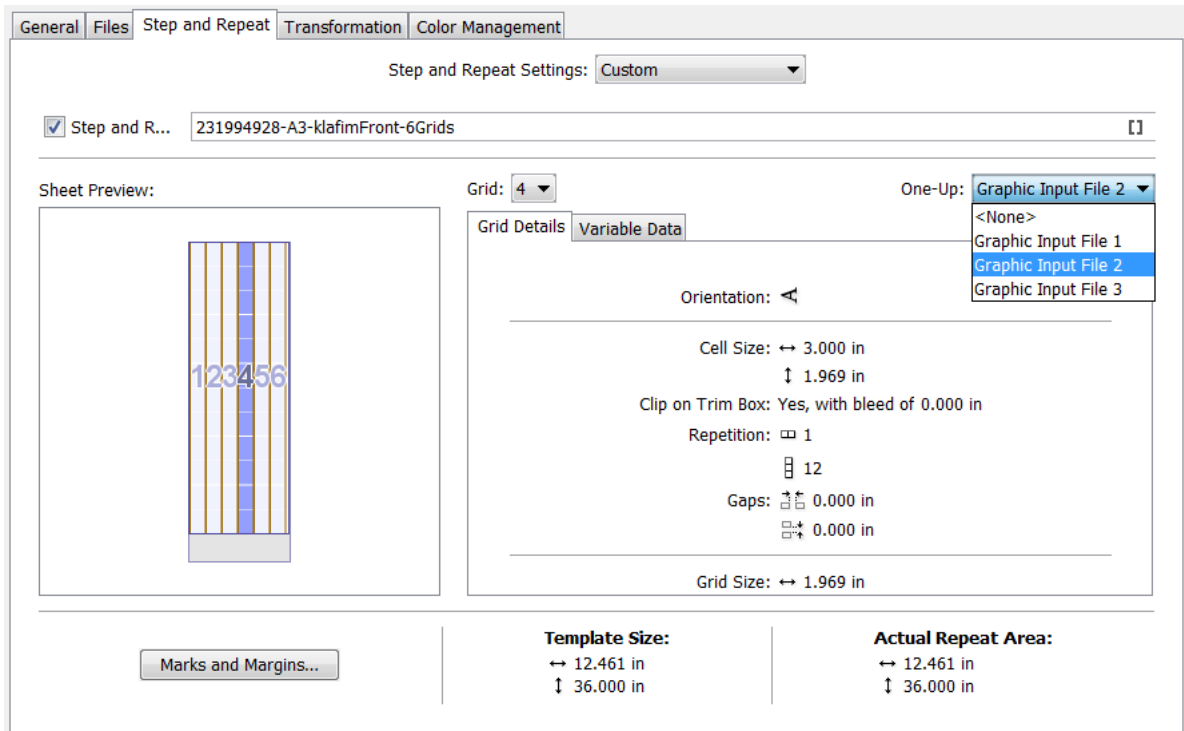 General Files Step and Repeat Transformation Color Management
Step and Repeat Settings: Custom
Step and R... 231994928-A3-klafimFront-6Grids
Sheet Preview:
Grid: 4
One-Up: Graphic Input File 2
<None>
Graphic Input File 1
Graphic Input File 2
Graphic Input File 3
Grid Details Variable Data
Orientation:
Cell Size: ↔ 3.000 in
↕ 1.969 in
Clip on Trim Box: Yes, with bleed of 0.000 in
Repetition: 1
12
Gaps: 0.000 in
0.000 in
Grid Size: ↔ 1.969 in
123456
Marks and Margins...
Template Size:
↔ 12.461 in
↕ 36.000 in
Actual Repeat Area:
↔ 12.461 in
↕ 36.000 in